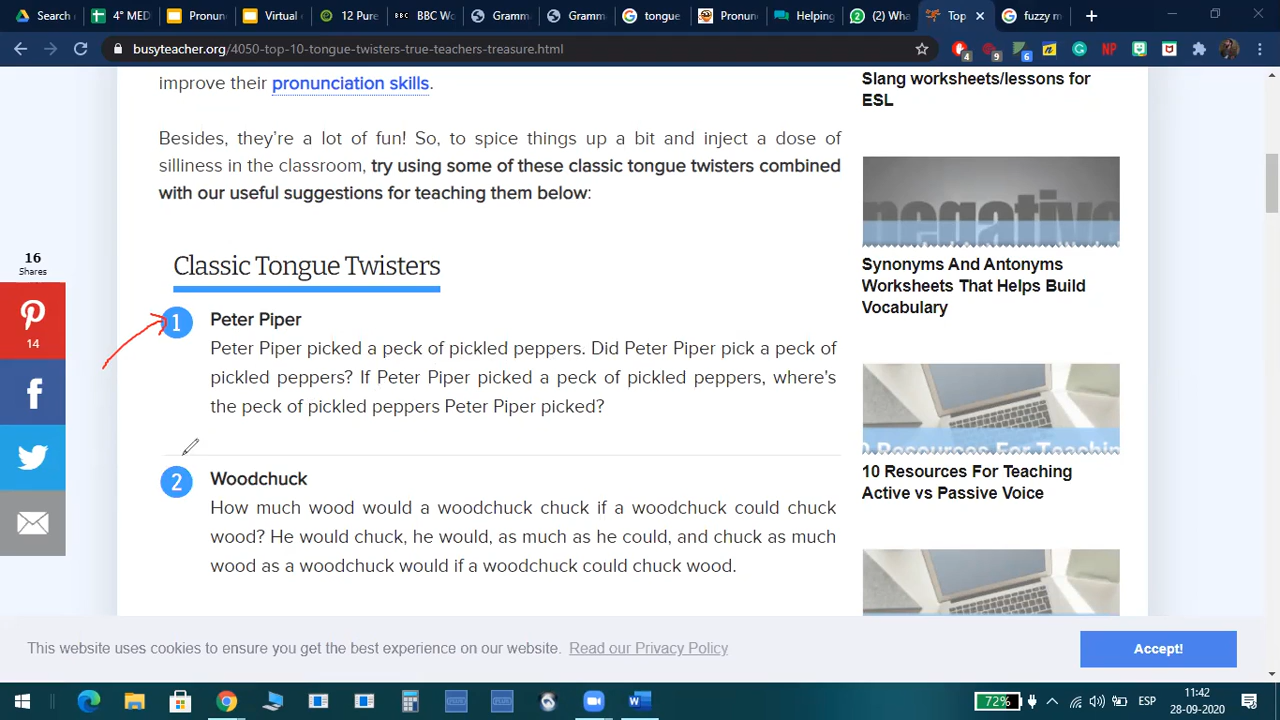 Search
4° MED
Pronun
Virtual
12 Pure
BBC
BBC Wo
Gramm
Gramm
tongue
Pronun
Helping
(2) Wha
Top
fuzzy m
busyteacher.org/4050-top-10-tongue-twisters-true-teachers-treasure.html
4
9
6
n
NP
improve their pronunciation skills.
Slang worksheets/lessons for
ESL
Besides, they're a lot of fun! So, to spice things up a bit and inject a dose of
silliness in the classroom, try using some of these classic tongue twisters combined
with our useful suggestions for teaching them below:
negative
Synonyms And Antonyms
Worksheets That Helps Build
Vocabulary
16
Shares
14
Classic Tongue Twisters
1
Peter Piper
Peter Piper picked a peck of pickled peppers. Did Peter Piper pick a peck of
pickled peppers? If Peter Piper picked a peck of pickled peppers, where's
the peck of pickled peppers Peter Piper picked?
Resources For Teaching
10 Resources For Teaching
Active vs Passive Voice
2
Woodchuck
How much wood would a woodchuck chuck if a woodchuck could chuck
wood? He would chuck, he would, as much as he could, and chuck as much
wood as a woodchuck would if a woodchuck could chuck wood.
This website uses cookies to ensure you get the best experience on our website. Read our Privacy Policy
Accept!
72%
ESP
11:42
28-09-2020